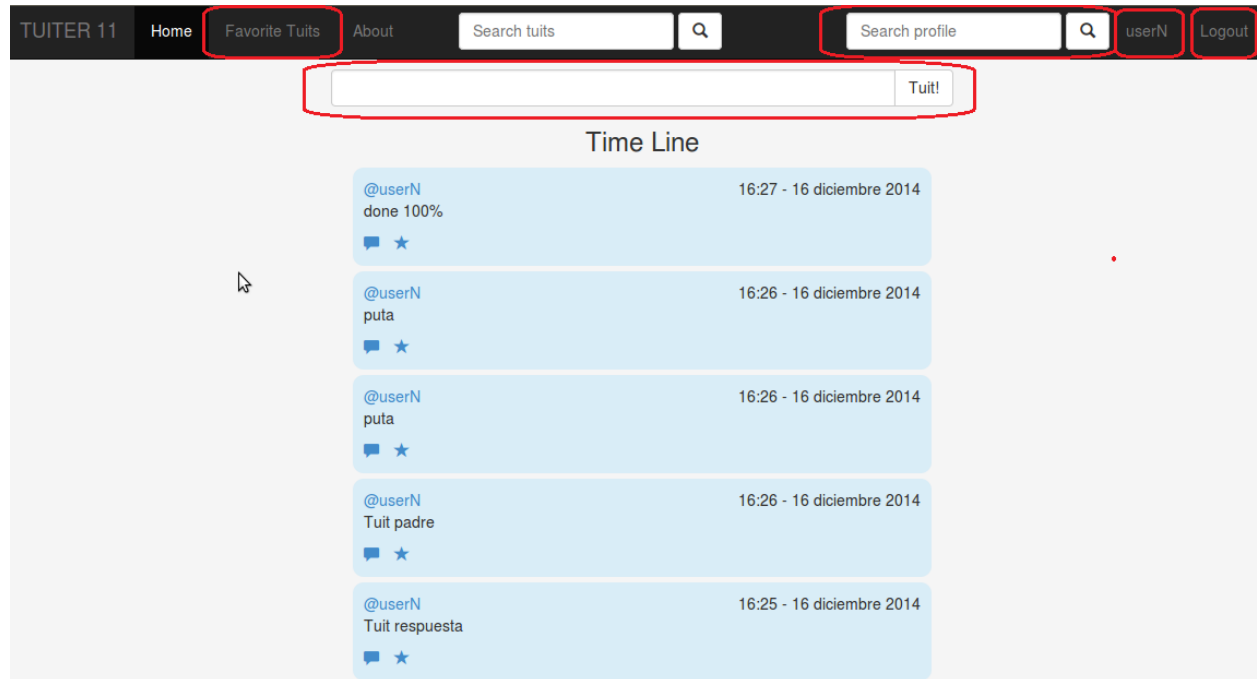 TUITER 11 Home Favorite Tuits About Search tuits Search profile userN Logout
Tuit!
Time Line
@userN 16:27 - 16 diciembre 2014
done 100%
@userN 16:26 - 16 diciembre 2014
puta
@userN 16:26 - 16 diciembre 2014
puta
@userN 16:26 - 16 diciembre 2014
Tuit padre
@userN 16:25 - 16 diciembre 2014
Tuit respuesta